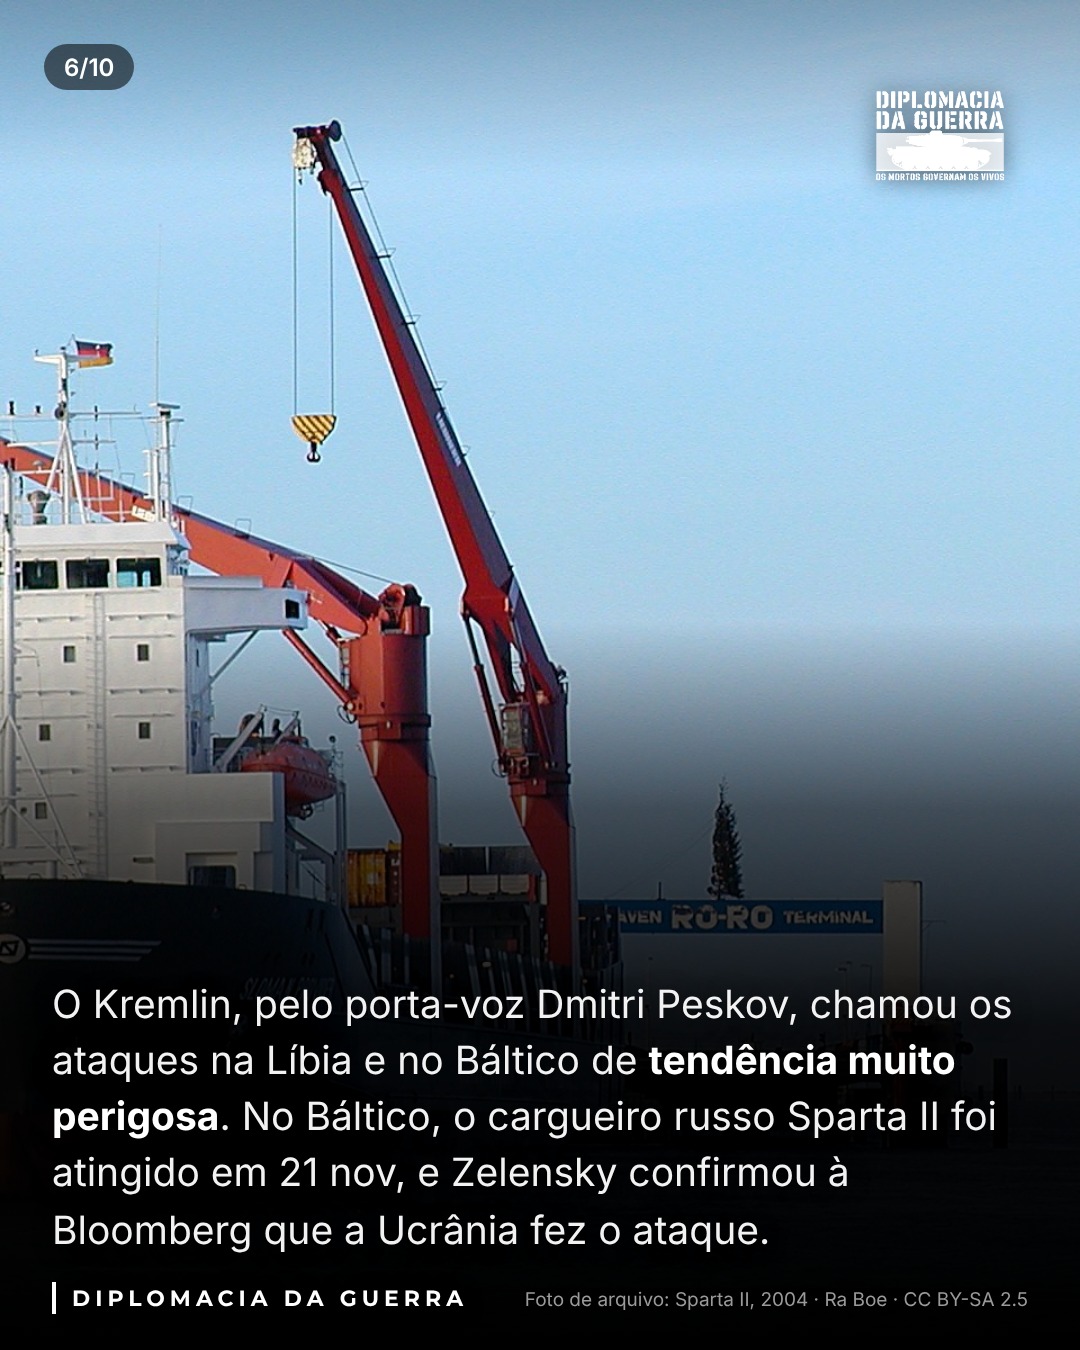 6/10
DIPLOMACIA
DA GUERRA
OS MORTOS GOVERNAM OS VIVOS
AVEN RO-RO TERMINAL
O Kremlin, pelo porta-voz Dmitri Peskov, chamou os
ataques na Líbia e no Báltico de tendência muito
perigosa. No Báltico, o cargueiro russo Sparta II foi
atingido em 21 nov, e Zelensky confirmou à
Bloomberg que a Ucrânia fez o ataque.
DIPLOMACIA DA GUERRA
Foto de arquivo: Sparta II, 2004 · Ra Boe · CC BY-SA 2.5